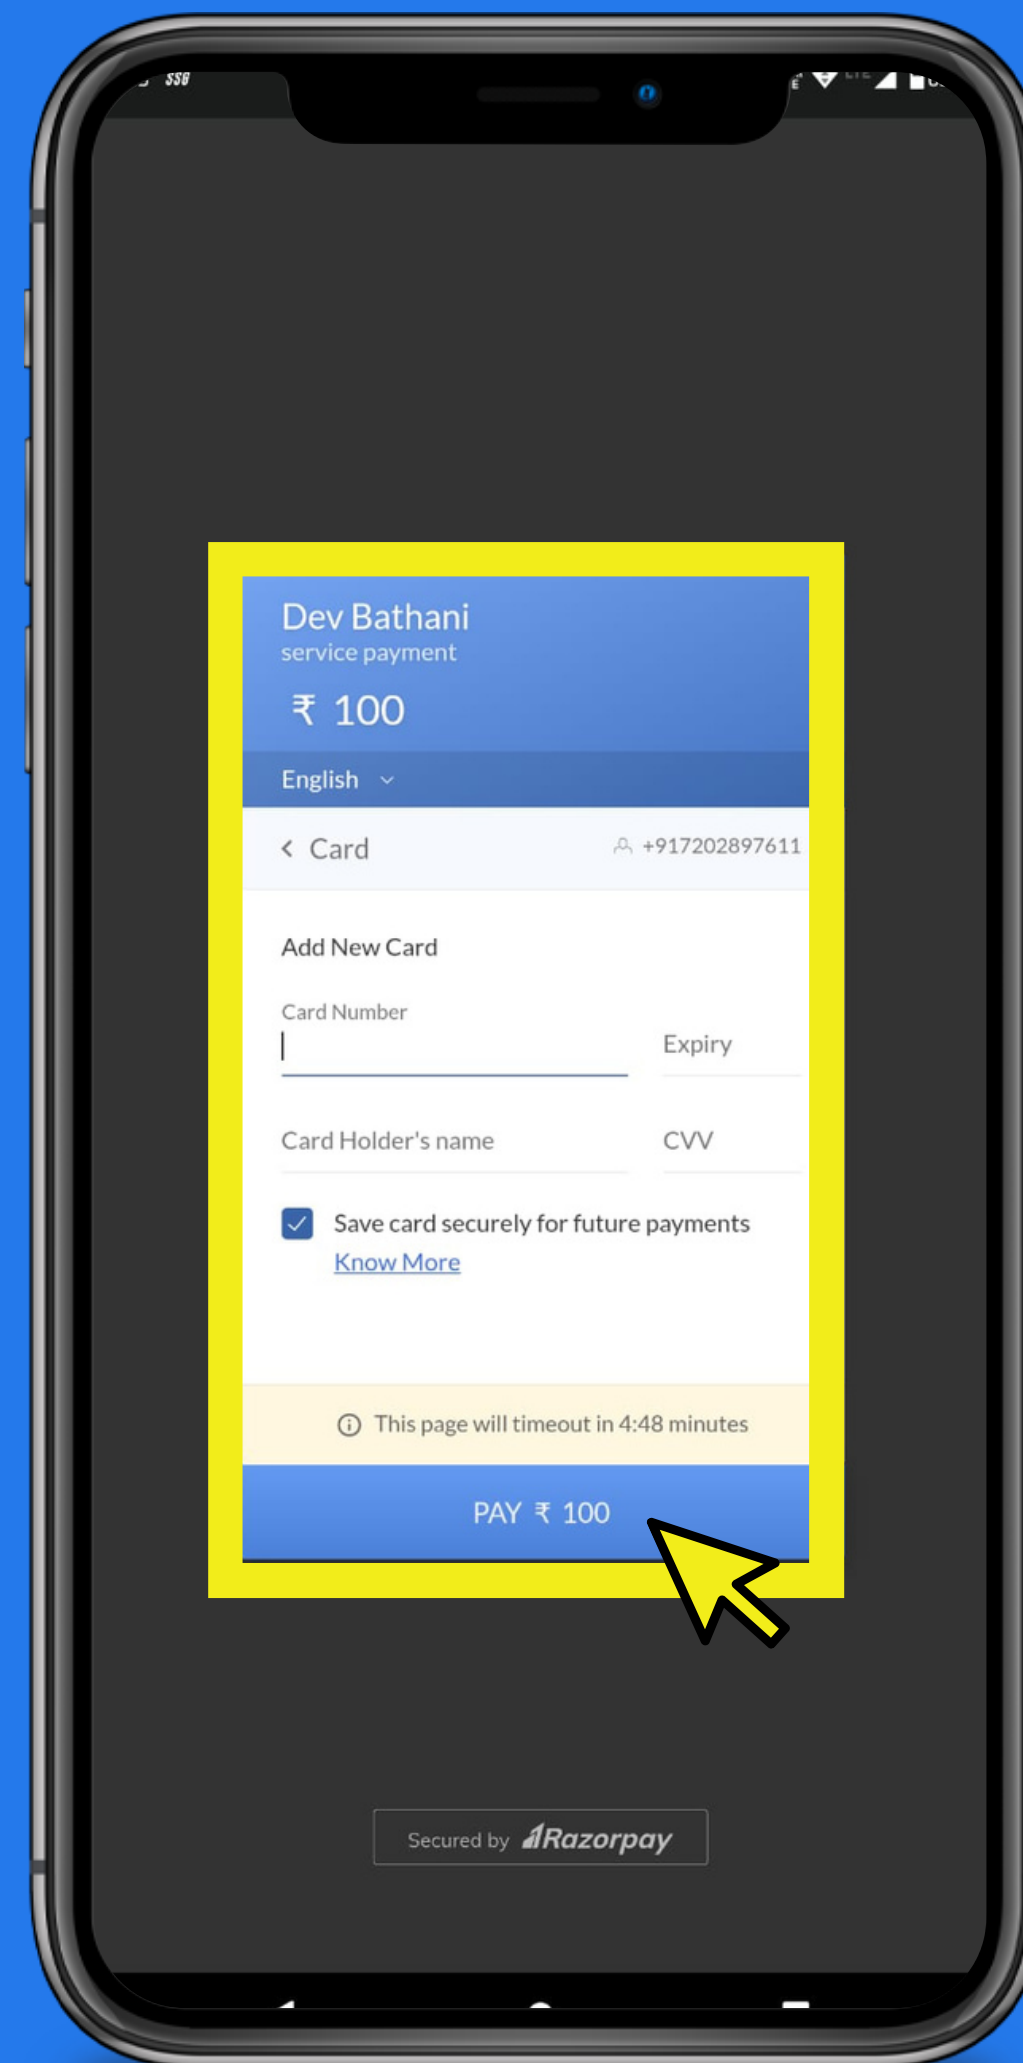 SSG
LTE
Dev Bathani
service payment
₹ 100
English
Card +917202897611
Add New Card
Card Number
Expiry
Card Holder's name CVV
Save card securely for future payments
Know More
This page will timeout in 4:48 minutes
PAY ₹ 100
Secured by Razorpay